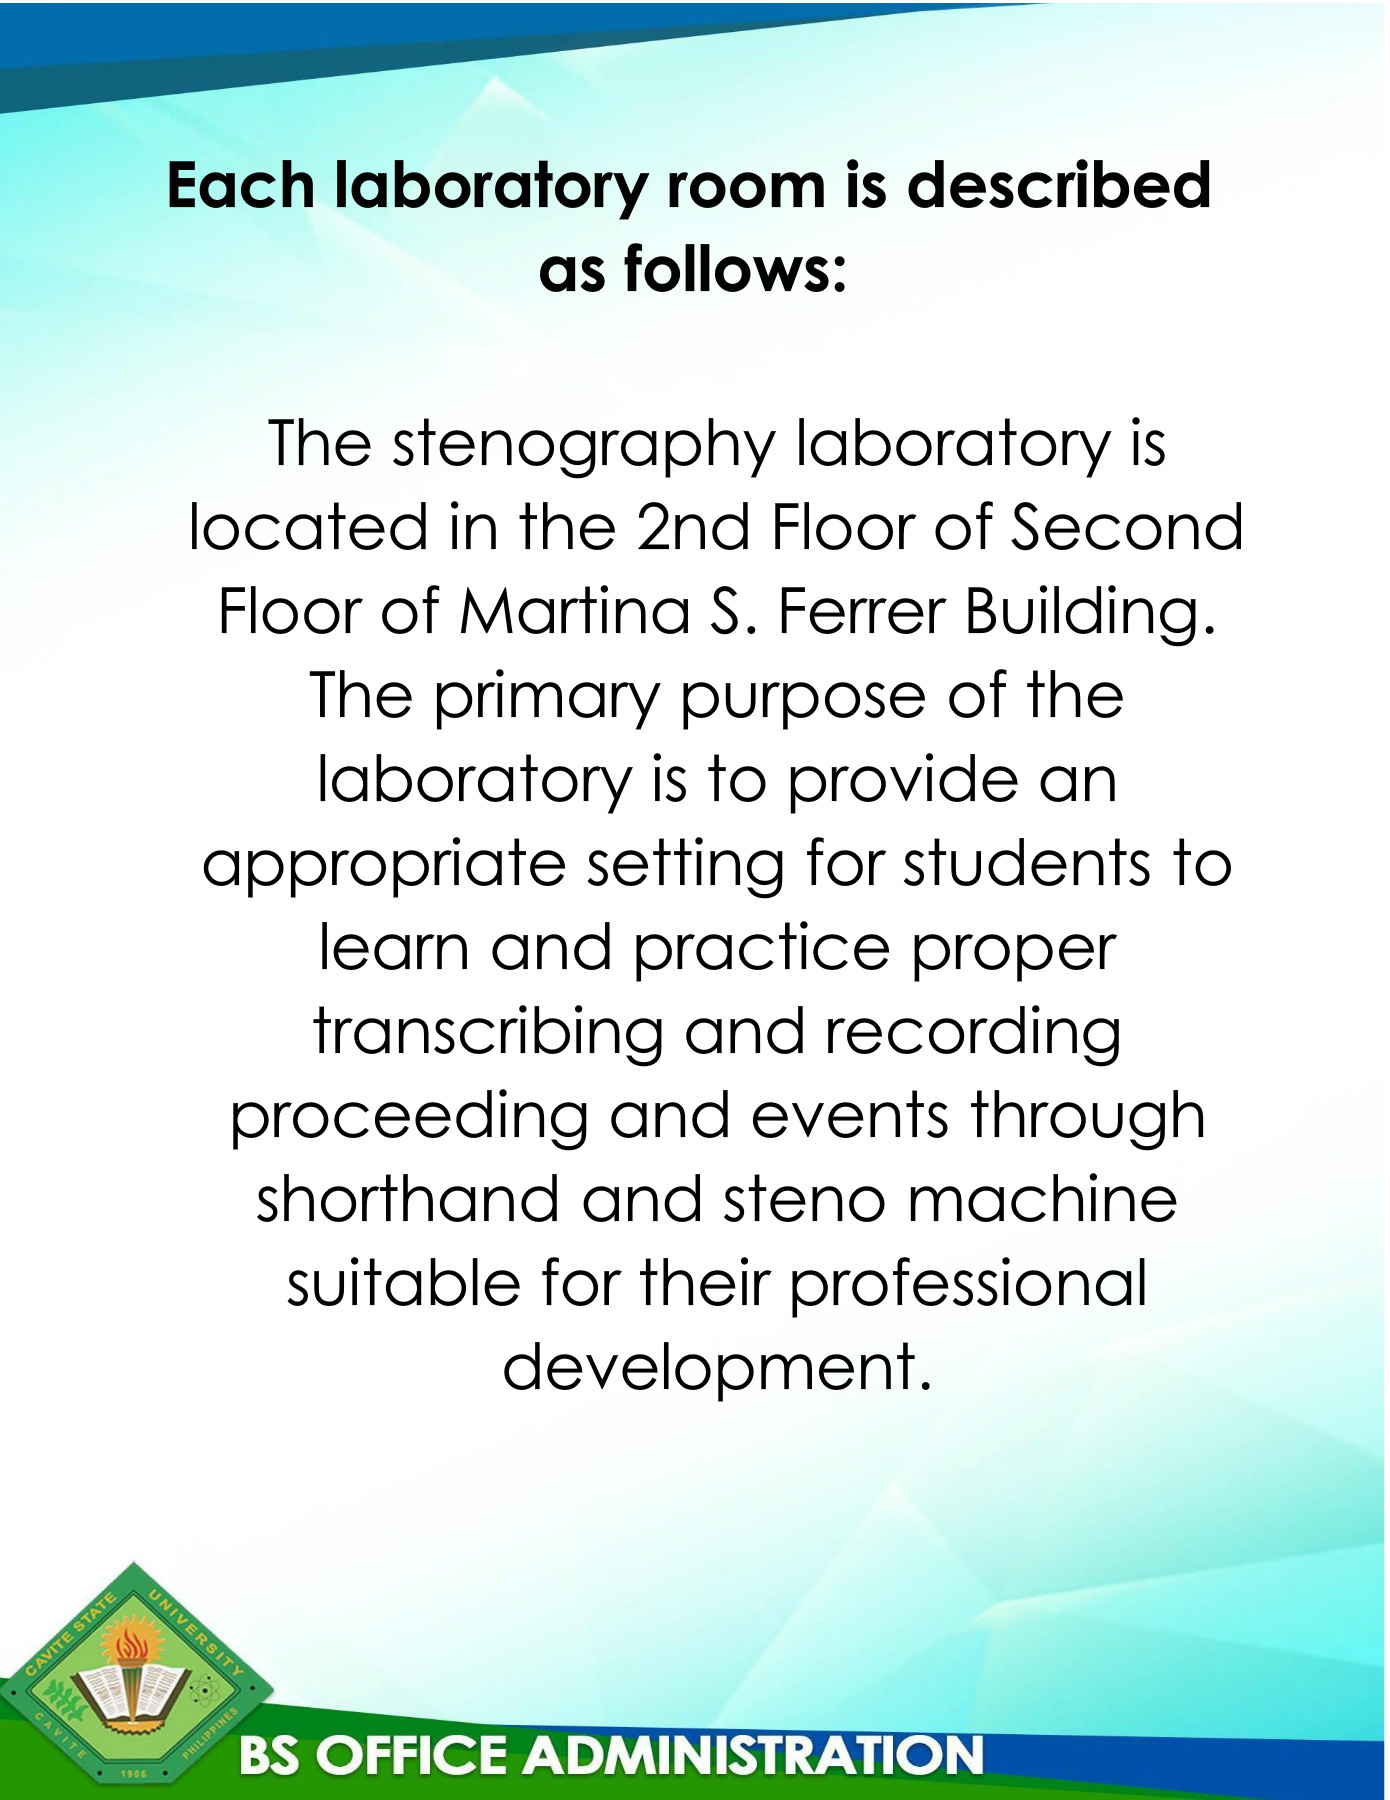 Each laboratory room is described
as follows:
The stenography laboratory is
located in the 2nd Floor of Second
Floor of Martina S. Ferrer Building.
The primary purpose of the
laboratory is to provide an
appropriate setting for students to
learn and practice proper
transcribing and recording
proceeding and events through
shorthand and steno machine
suitable for their professional
development.
CAVITE STATE UNIVERSITY
CAVITE PHILIPPINES
1906
BS OFFICE ADMINISTRATION